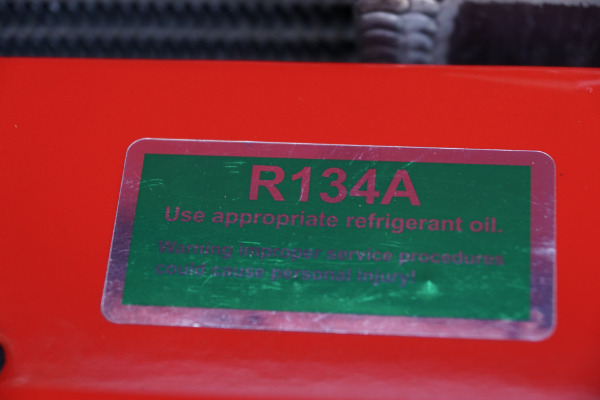 R134A
Use appropriate refrigerant oil.
Warning improper service procedures
could cause personal injury!